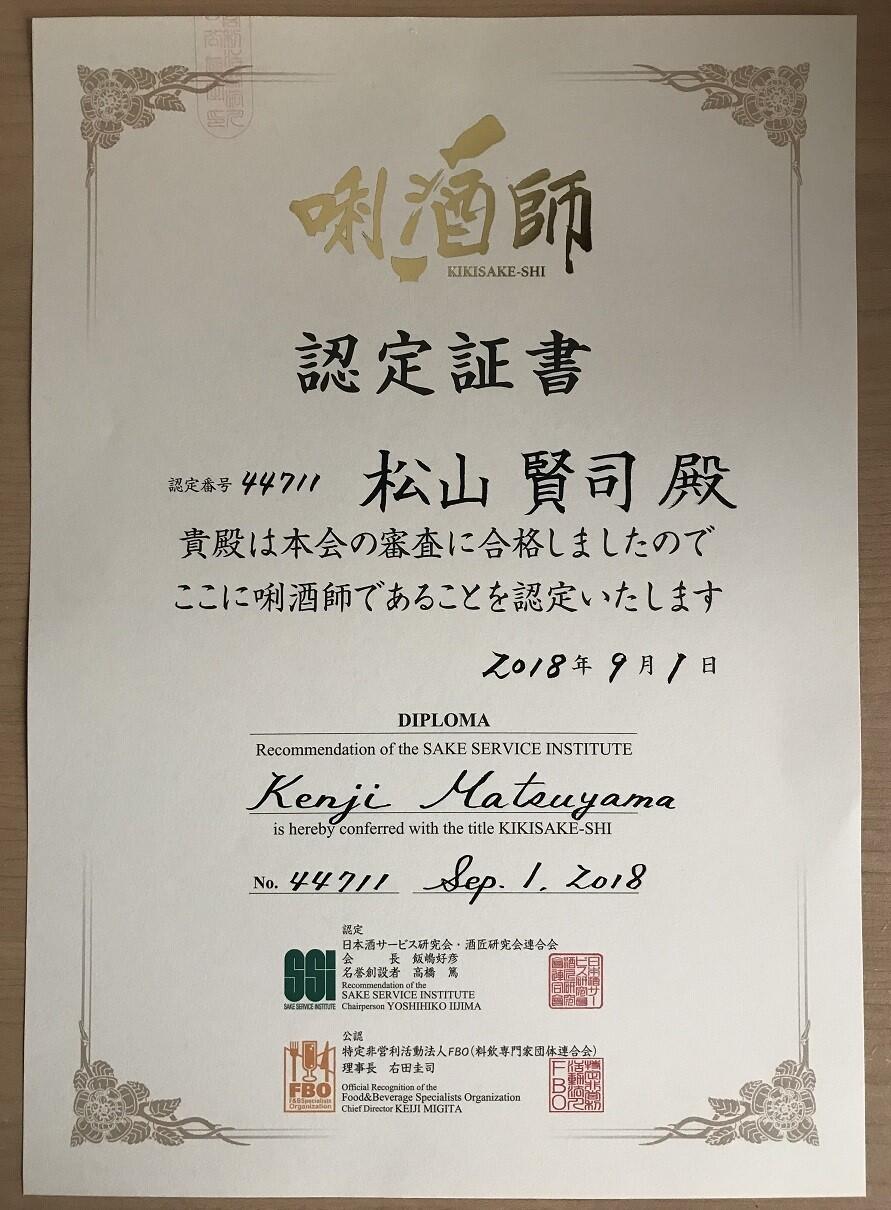 唎酒師
KIKISAKE-SHI
認定証書
認定番号 44711 松山 賢司 殿
貴殿は本会の審査に合格しましたので
ここに唎酒師であることを認定いたします
2018年9月1日
DIPLOMA
Recommendation of the SAKE SERVICE INSTITUTE
Kenji Matsuyama
is hereby conferred with the title KIKISAKE-SHI
No. 44711 Sep. 1. 2018
認定
日本酒サービス研究会・酒匠研究会連合会
会 長 飯嶋好彦
名誉創設者 高橋 篤
Recommendation of the
SAKE SERVICE INSTITUTE
Chairperson YOSHIHIKO IIJIMA
SSI
SAKE SERVICE INSTITUTE
公認
特定非営利活動法人FBO(料飲専門家団体連合会)
理事長 右田圭司
Official Recognition of the
Food&Beverage Specialists Organization
Chief Director KEIJI MIGITA
FBO
F&BSpecialists
Organization
FBO